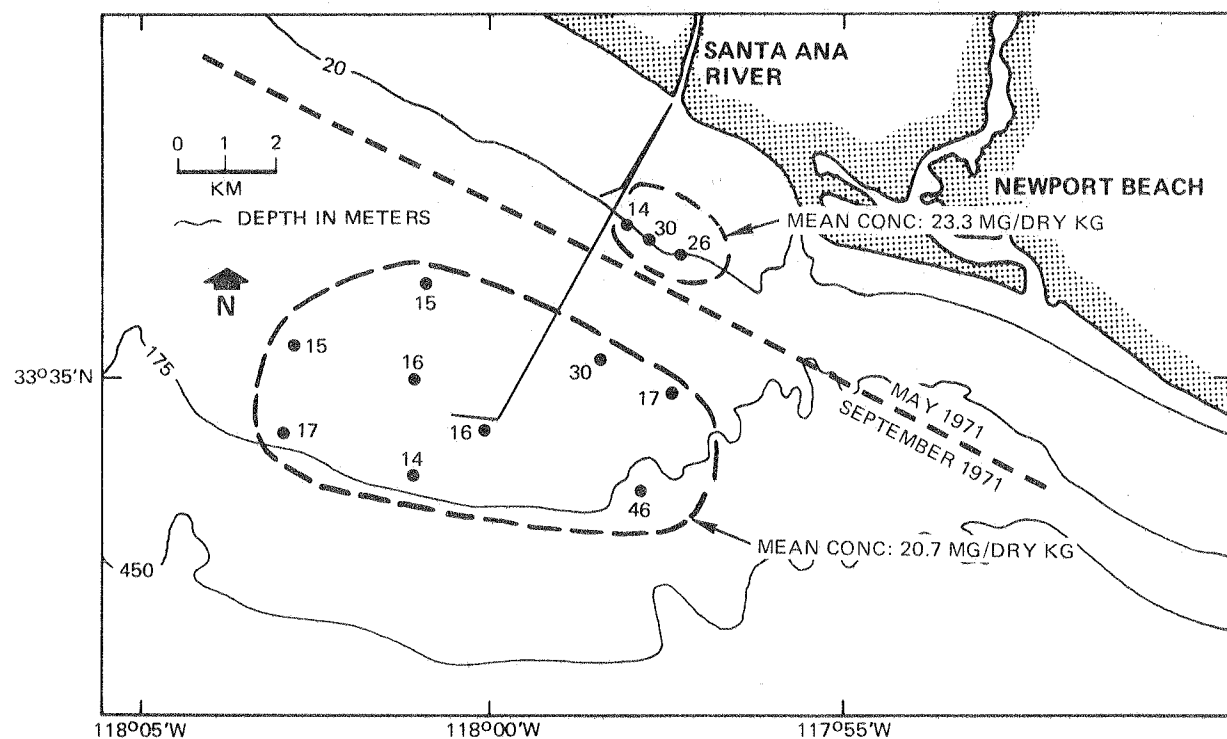 SANTA ANA
RIVER
20
0 1 2
KM
DEPTH IN METERS
NEWPORT BEACH
14
30
26
MEAN CONC: 23.3 MG/DRY KG
N
15
15
16
30
17
175
33°35'N
17
16
14
46
MAY 1971
SEPTEMBER 1971
MEAN CONC: 20.7 MG/DRY KG
450
118°05'W
118°00'W
117°55'W